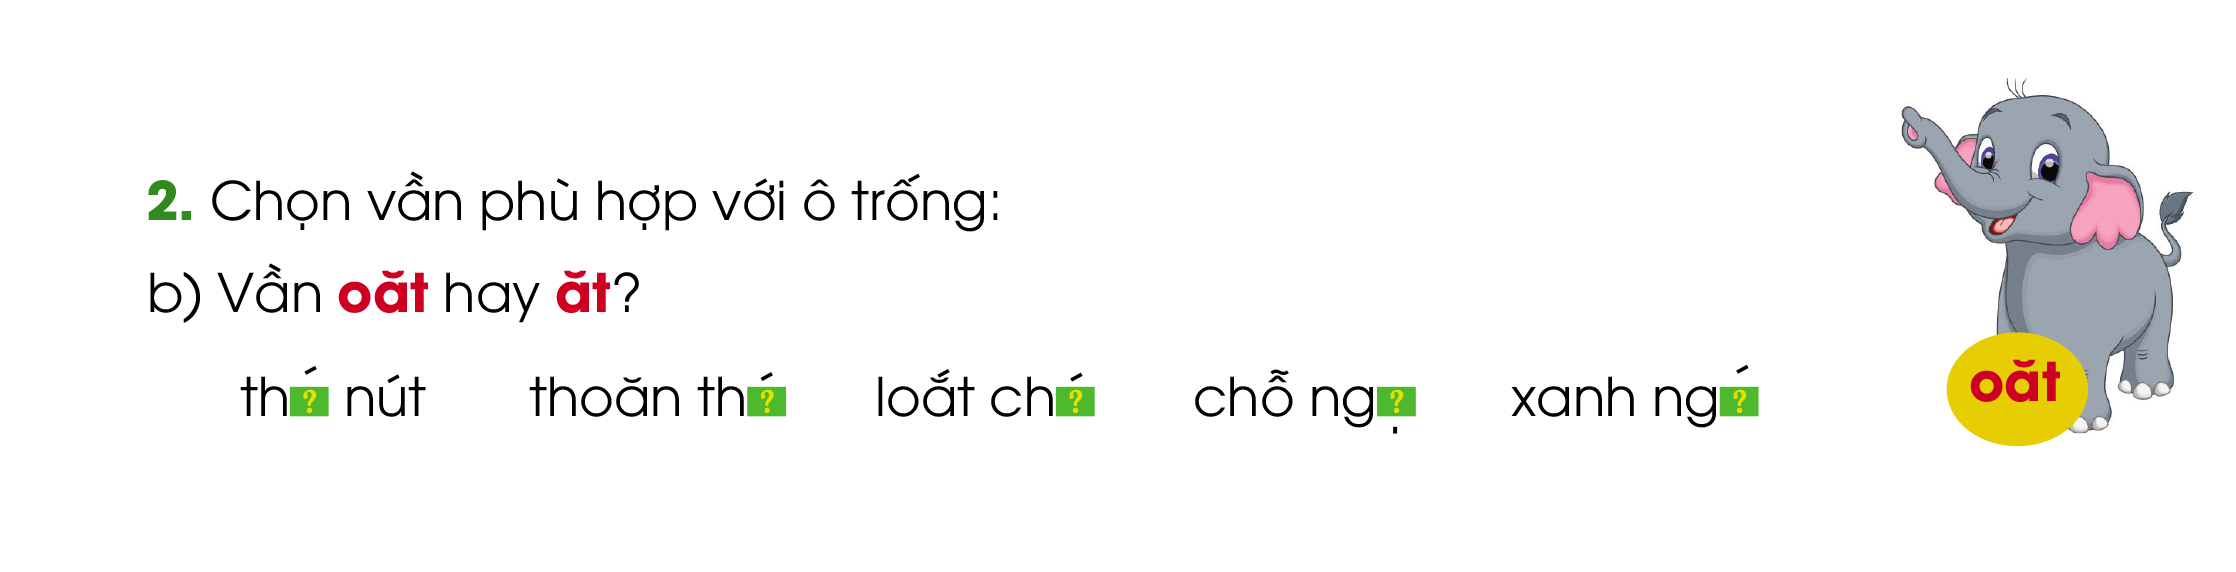 2. Chọn vần phù hợp với ô trống:
b) Vần oăt hay ăt?
th?́ nút thoăn th?́ loắt ch?́ chỗ ng?̣ xanh ng?́
oăt